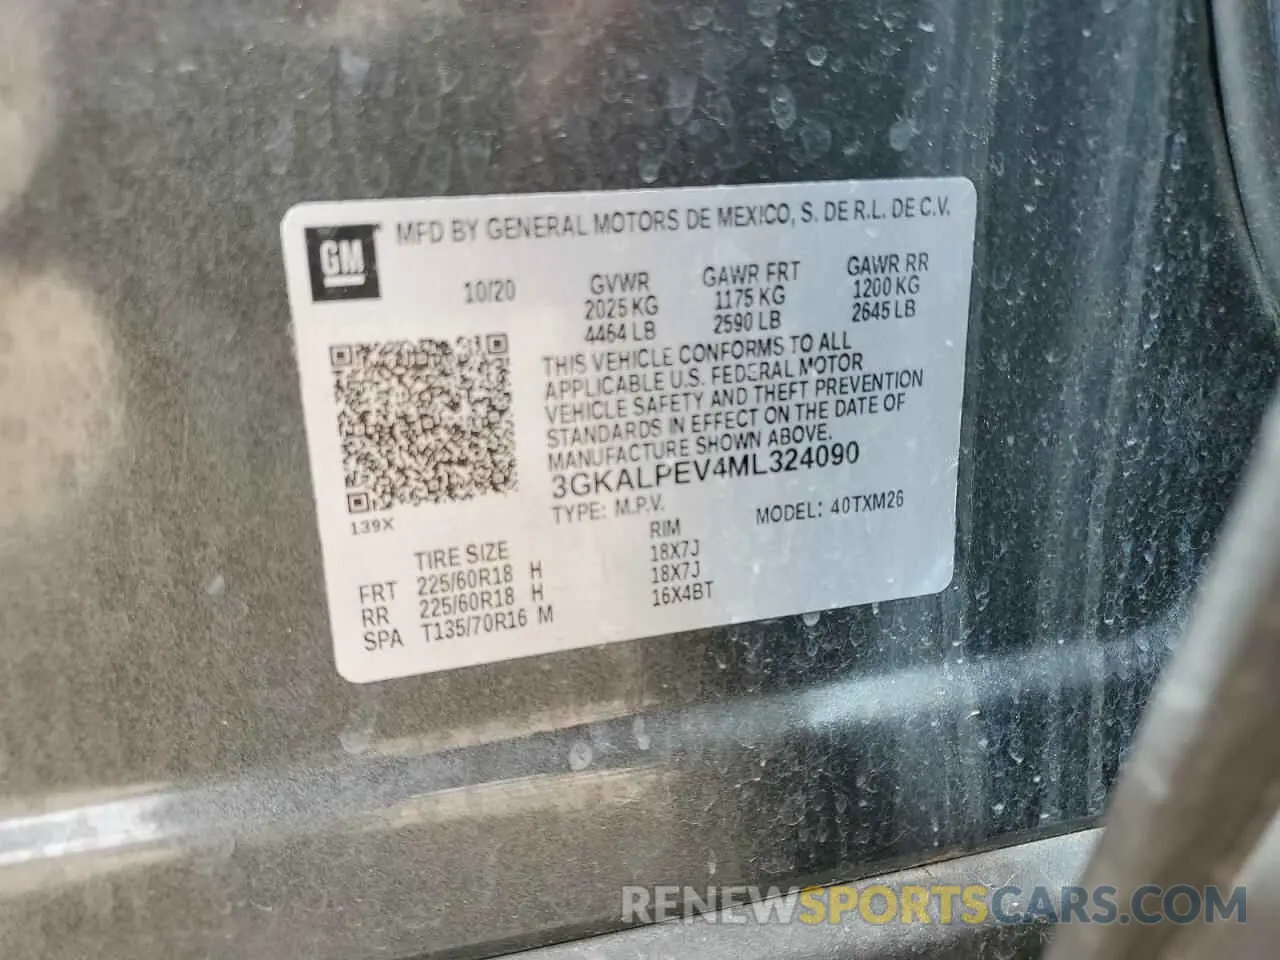 GM
MFD BY GENERAL MOTORS DE MEXICO, S. DE R.L. DE C.V.
10/20
GVWR GAWR FRT GAWR RR
2025 KG 1175 KG 1200 KG
4464 LB 2590 LB 2645 LB
THIS VEHICLE CONFORMS TO ALL
APPLICABLE U.S. FEDERAL MOTOR
VEHICLE SAFETY AND THEFT PREVENTION
STANDARDS IN EFFECT ON THE DATE OF
MANUFACTURE SHOWN ABOVE.
3GKALPEV4ML324090
TYPE: M.P.V. MODEL: 40TXM26
139X
TIRE SIZE RIM
FRT 225/60R18 H 18X7J
RR 225/60R18 H 18X7J
SPA T135/70R16 M 16X4BT
RENEWSPORTSCARS.COM